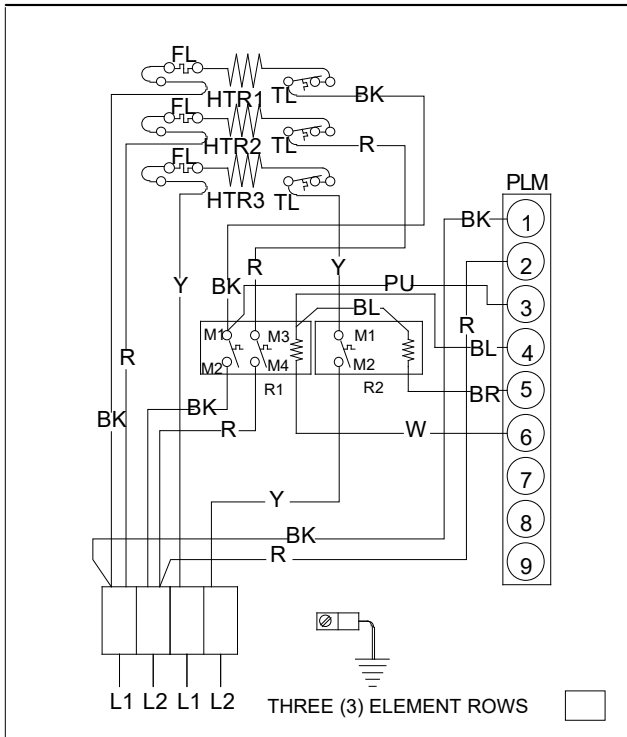 FL
HTR1 TL BK
FL
HTR2 TL R
FL
HTR3 TL
PLM
BK 1
2
Y R Y
BK PU 3
R BL R
M1 M3 M1 BL 4
M2 M4 M2
R1 R2 BR 5
BK
BK R W 6
7
Y
8
BK
R 9
L1 L2 L1 L2
THREE (3) ELEMENT ROWS